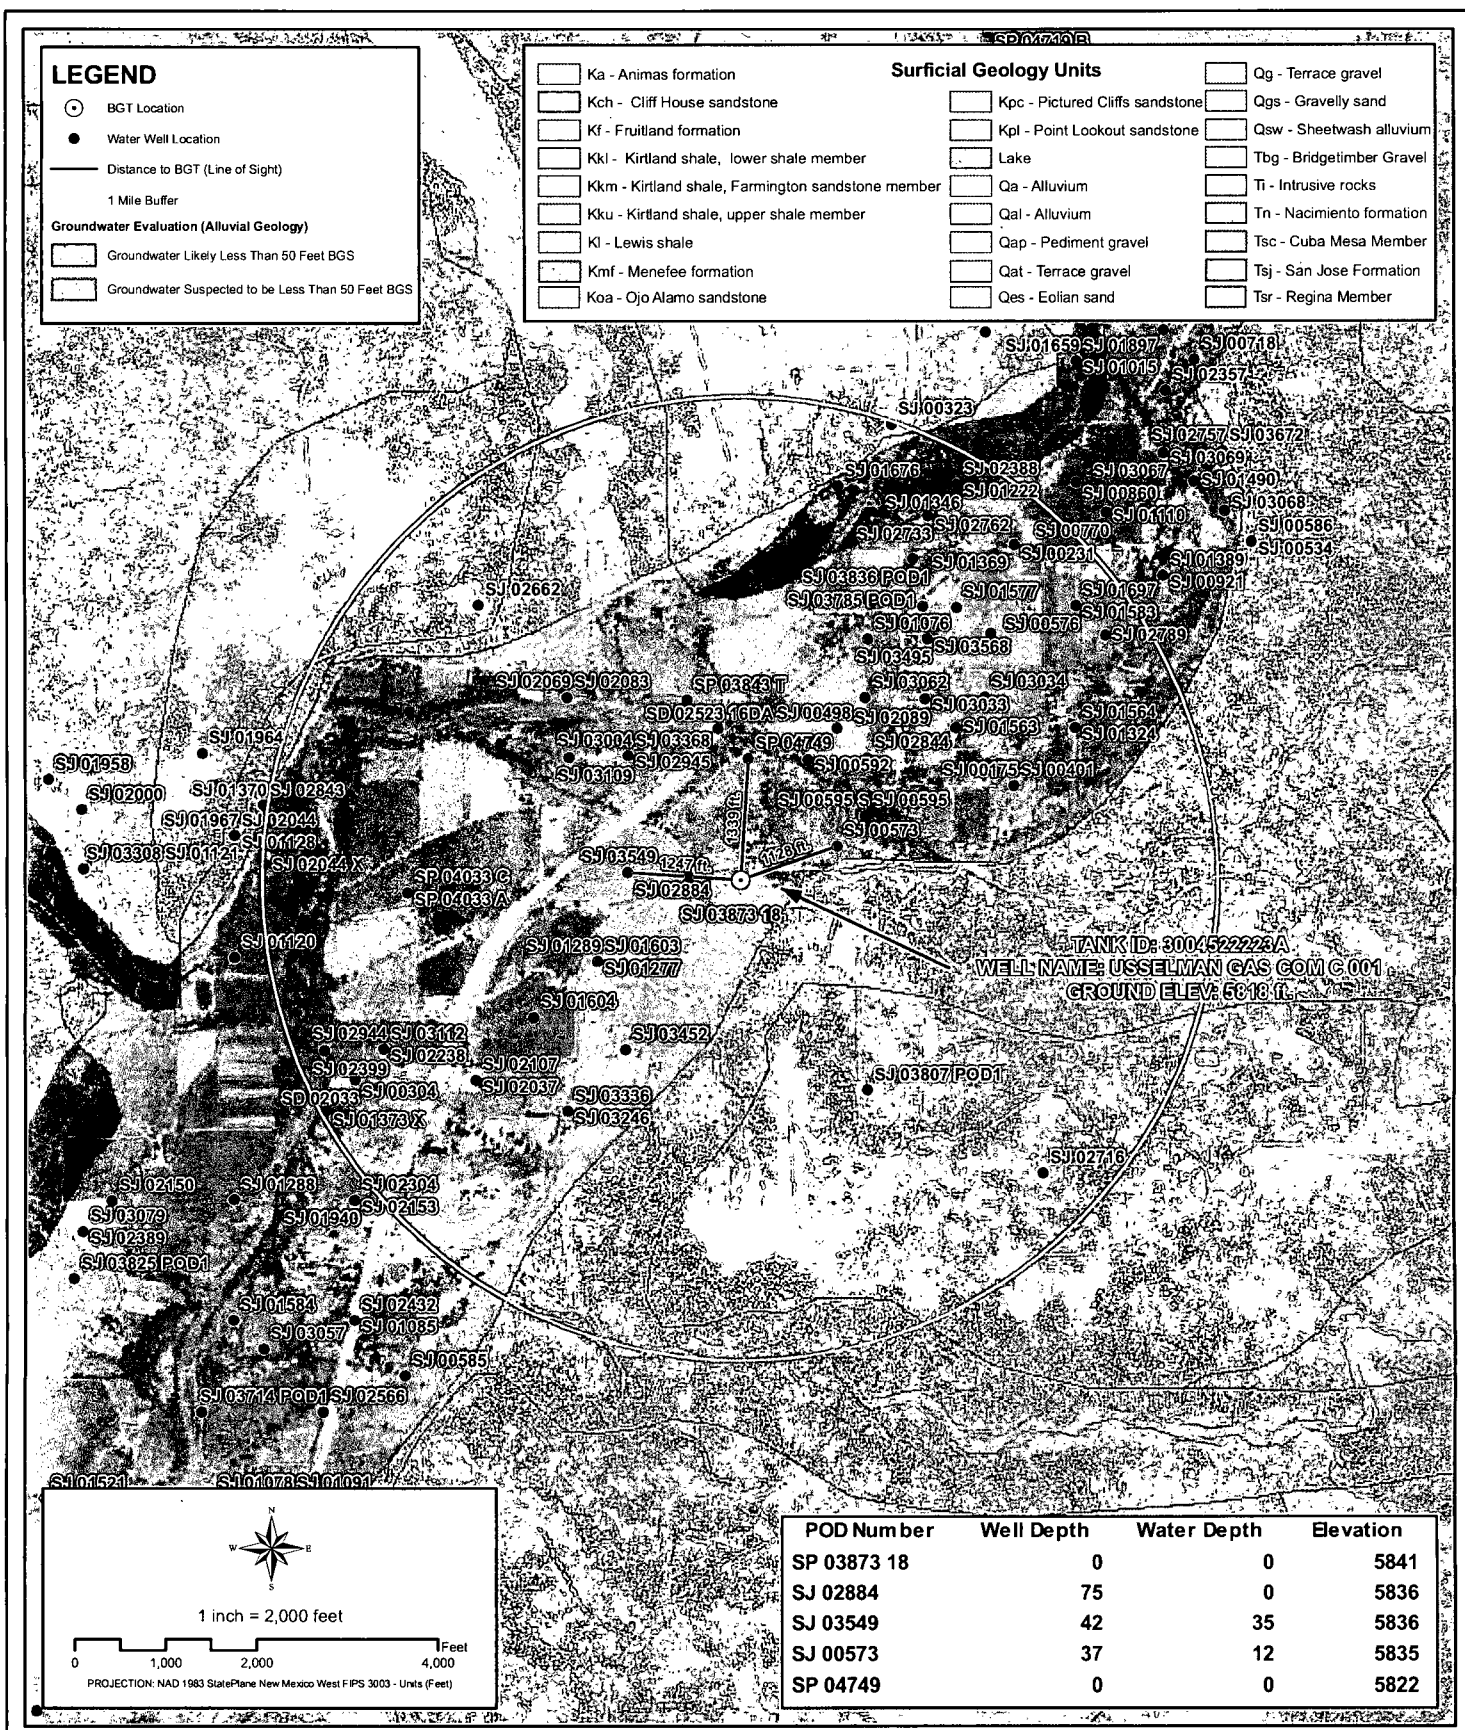 SP 04719 B
LEGEND
BGT Location
Water Well Location
Distance to BGT (Line of Sight)
1 Mile Buffer
Groundwater Evaluation (Alluvial Geology)
Groundwater Likely Less Than 50 Feet BGS
Groundwater Suspected to be Less Than 50 Feet BGS
Surficial Geology Units
Ka - Animas formation
Kch - Cliff House sandstone
Kf - Fruitland formation
Kkl - Kirtland shale, lower shale member
Kkm - Kirtland shale, Farmington sandstone member
Kku - Kirtland shale, upper shale member
Kl - Lewis shale
Kmf - Menefee formation
Koa - Ojo Alamo sandstone
Kpc - Pictured Cliffs sandstone
Kpl - Point Lookout sandstone
Lake
Qa - Alluvium
Qal - Alluvium
Qap - Pediment gravel
Qat - Terrace gravel
Qes - Eolian sand
Qg - Terrace gravel
Qgs - Gravelly sand
Qsw - Sheetwash alluvium
Tbg - Bridgetimber Gravel
Ti - Intrusive rocks
Tn - Nacimiento formation
Tsc - Cuba Mesa Member
Tsj - San Jose Formation
Tsr - Regina Member
SJ 01659 SJ 01897
SJ 00718
SJ 01015
SJ 02357
SJ 00323
SJ 02757 SJ 03672
SJ 03069
SJ 01676
SJ 02388
SJ 03067
SJ 01490
SJ 01222
SJ 00860
SJ 01346
SJ 03068
SJ 01110
SJ 02762
SJ 00770
SJ 00586
SJ 02733
SJ 00231
SJ 00534
SJ 01369
SJ 01389
SJ 03836 POD1
SJ 00921
SJ 02662
SJ 01577
SJ 01697
SJ 03785 POD1
SJ 01583
SJ 01076
SJ 00576
SJ 02789
SJ 03568
SJ 03495
SJ 02069 SJ 02083
SP 03843 T
SJ 03062
SJ 03034
SJ 03033
SD 02523 16DA SJ 00498
SJ 02089
SJ 01564
SJ 01563
SJ 01324
SJ 01964
SJ 03004 SJ 03368
SP 04749
SJ 02844
SJ 01958
SJ 03109
SJ 02945
SJ 00592
SJ 00175 SJ 00401
SJ 02000
SJ 01370 SJ 02843
SJ 00595 S SJ 00595
SJ 01967 SJ 02044
SJ 00573
SJ 01128
SJ 03308 SJ 01121
SJ 02044 X
SJ 03549
1339 ft.
1128 ft.
1247 ft.
SP 04033 C
SJ 02884
SP 04033 A
SJ 03873 18
SJ 01120
SJ 01289 SJ 01603
SJ 01277
TANK ID: 3004522223A
WELL NAME: USSELMAN GAS COM C 001
GROUND ELEV: 5818 ft.
SJ 01604
SJ 02944 SJ 03112
SJ 03452
SJ 02238
SJ 02399
SJ 02107
SJ 00304
SJ 02037
SJ 03807 POD1
SD 02033
SJ 03336
SJ 01373 X
SJ 03246
SJ 02716
SJ 02150
SJ 01288
SJ 02304
SJ 02153
SJ 03079
SJ 01940
SJ 02389
SJ 03825 POD1
SJ 01584
SJ 02432
SJ 03057
SJ 01085
SJ 00585
SJ 03714 POD1 SJ 02566
SJ 01521
SJ 01078 SJ 01091
N
W E
S
1 inch = 2,000 feet
Feet
0 1,000 2,000 4,000
PROJECTION: NAD 1983 StatePlane New Mexico West FIPS 3003 - Units (Feet)
POD Number Well Depth Water Depth Elevation
SP 03873 18 0 0 5841
SJ 02884 75 0 5836
SJ 03549 42 35 5836
SJ 00573 37 12 5835
SP 04749 0 0 5822